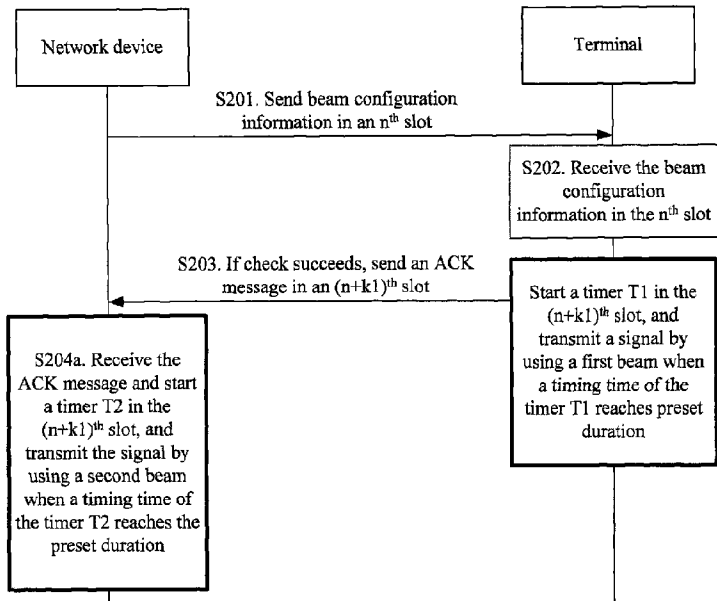 Network device
Terminal
S201. Send beam configuration
information in an nth slot
S202. Receive the beam
configuration
information in the nth slot
S203. If check succeeds, send an ACK
message in an (n+k1)th slot
Start a timer T1 in the
(n+k1)th slot, and
transmit a signal by
using a first beam when
a timing time of the
timer T1 reaches preset
duration
S204a. Receive the
ACK message and start
a timer T2 in the
(n+k1)th slot, and
transmit the signal by
using a second beam
when a timing time of
the timer T2 reaches the
preset duration